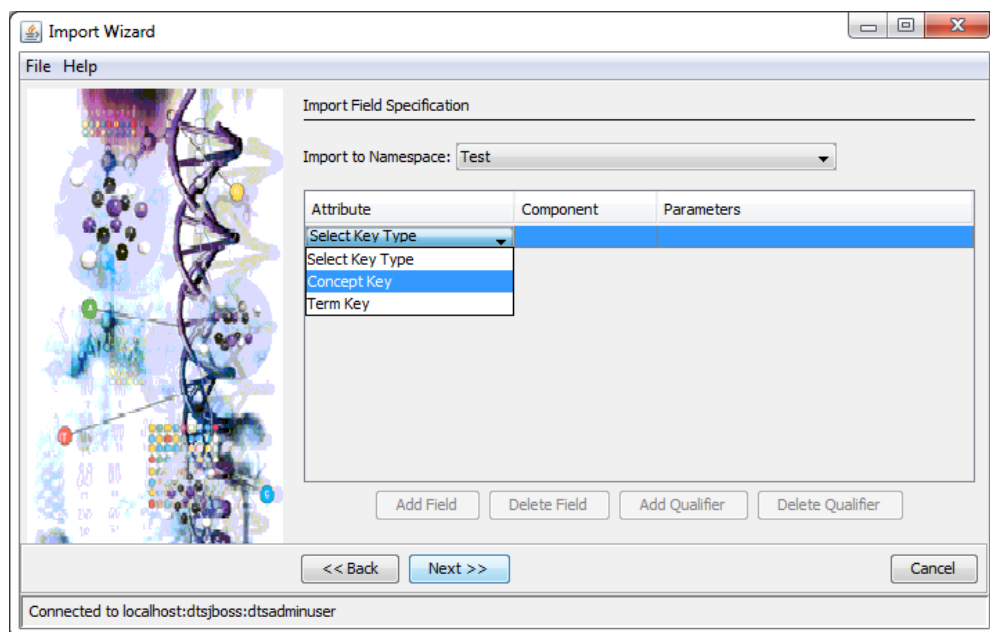 Import Wizard
File Help
Import Field Specification
Import to Namespace: Test
Attribute Component Parameters
Select Key Type
Select Key Type
Concept Key
Term Key
Add Field Delete Field Add Qualifier Delete Qualifier
<< Back Next >> Cancel
Connected to localhost:dtsjboss:dtsadminuser